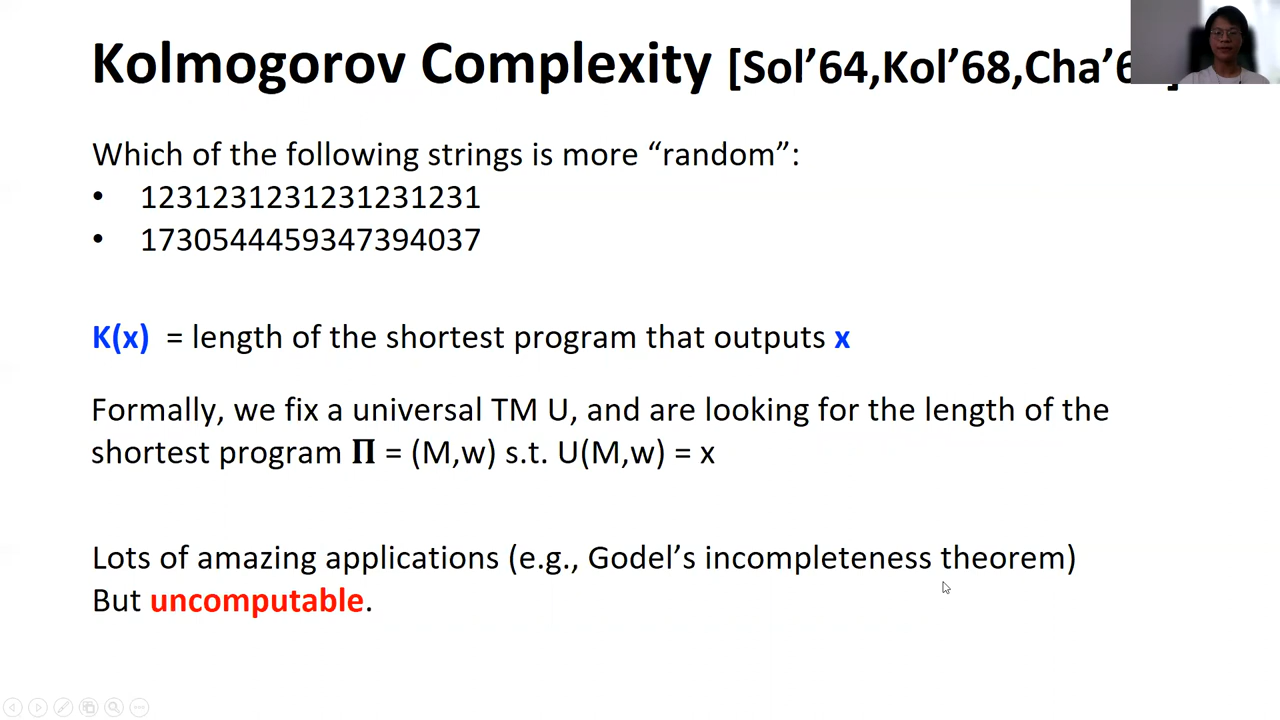 Kolmogorov Complexity [Sol’64,Kol’68,Cha’6
Which of the following strings is more “random”:
• 1231231231231231231
• 1730544459347394037
K(x) = length of the shortest program that outputs x
Formally, we fix a universal TM U, and are looking for the length of the
shortest program Π = (M,w) s.t. U(M,w) = x
Lots of amazing applications (e.g., Godel’s incompleteness theorem)
But uncomputable.